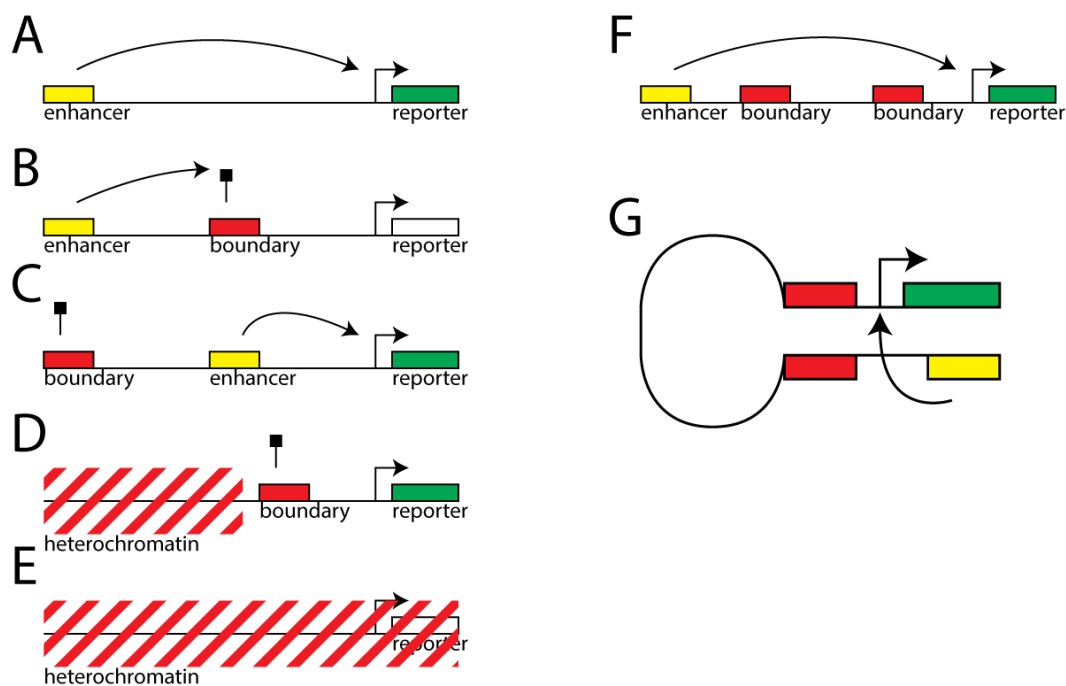 A
enhancer reporter
B
enhancer boundary reporter
C
boundary enhancer reporter
D
boundary reporter
heterochromatin
E
reporter
heterochromatin
F
enhancer boundary boundary reporter
G